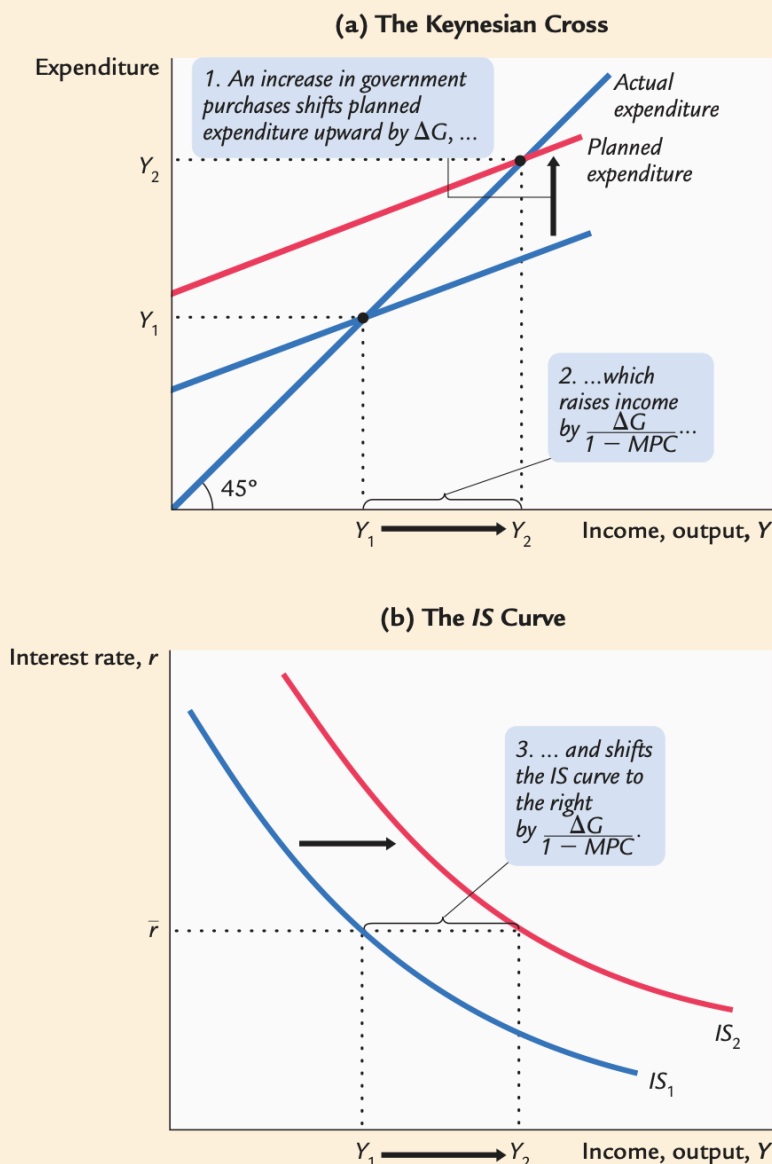 (a) The Keynesian Cross
Expenditure
1. An increase in government
purchases shifts planned
expenditure upward by ΔG, ...
Actual
expenditure
Planned
expenditure
Y₂
Y₁
2. ...which
raises income
by ΔG/1 − MPC...
45°
Y₁
Y₂
Income, output, Y
(b) The IS Curve
Interest rate, r
3. ... and shifts
the IS curve to
the right
by ΔG/1 − MPC.
r̄
IS₂
IS₁
Y₁
Y₂
Income, output, Y